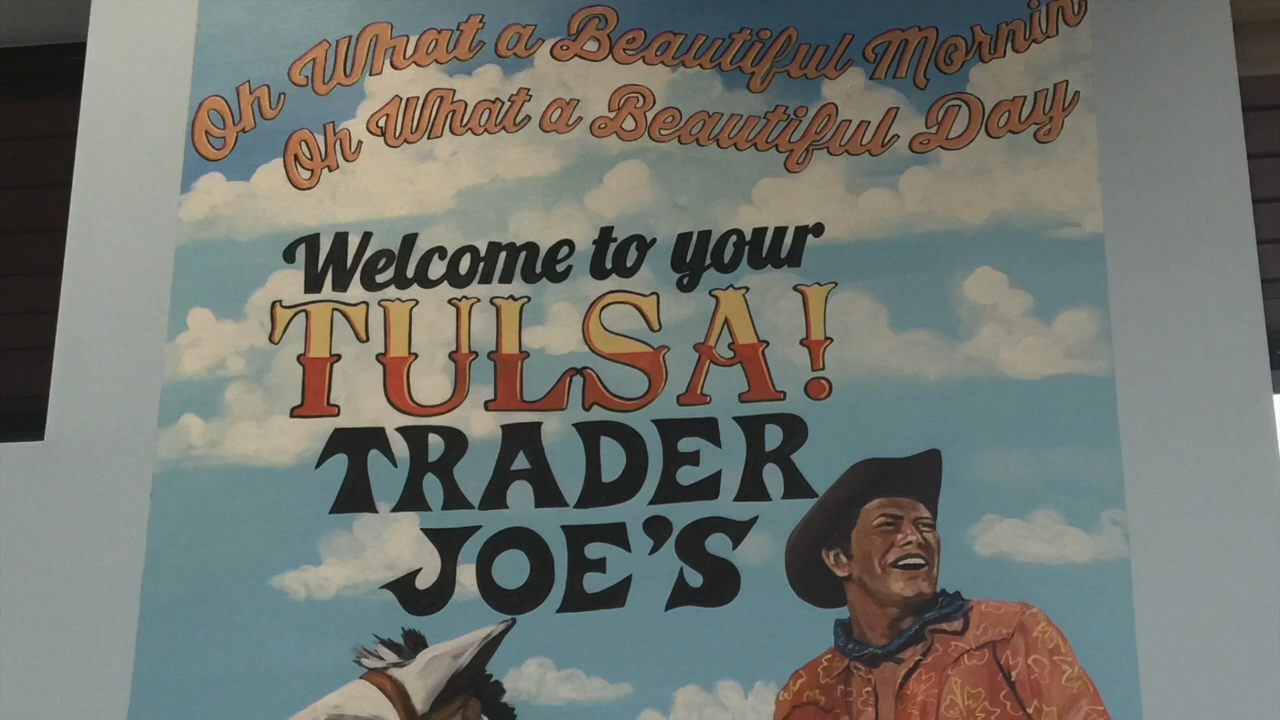 Oh What a Beautiful Mornin
Oh What a Beautiful Day
Welcome to your
TULSA!
TRADER
JOE'S